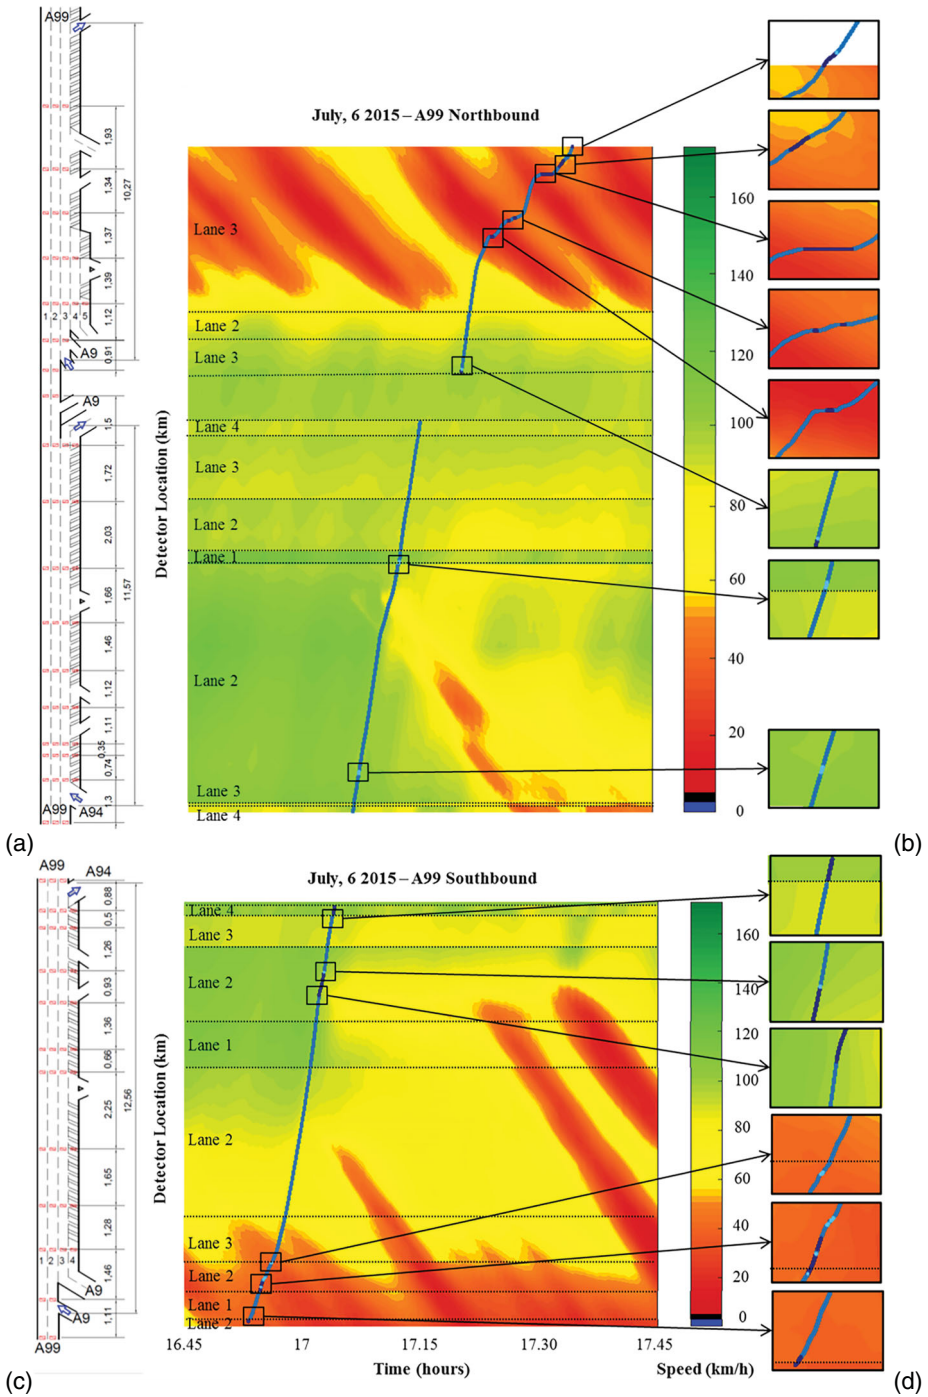 A99
1,93
1,34
1,37
1,39
1,12
0,91
10,27
1 2 3 4 5
A9
A9
1,5
1,72
2,03
1,66
1,46
1,12
1,11
0,35
0,74
1,3
11,57
A99 A94
(a)
July, 6 2015 – A99 Northbound
Detector Location (km)
Lane 3
Lane 2
Lane 3
Lane 4
Lane 3
Lane 2
Lane 1
Lane 2
Lane 3
Lane 4
160
140
120
100
80
60
40
20
0
(b)
A99
A94
0,88
0,5
1,26
0,93
1,36
0,66
2,25
1,65
1,28
1,46
1,11
12,56
1 2 3 4
A9
A9
A99
(c)
July, 6 2015 – A99 Southbound
Detector Location (km)
Lane 4
Lane 3
Lane 2
Lane 1
Lane 2
Lane 3
Lane 2
Lane 1
Lane 2
16.45 17 17.15 17.30 17.45
Time (hours)
160
140
120
100
80
60
40
20
0
Speed (km/h)
(d)